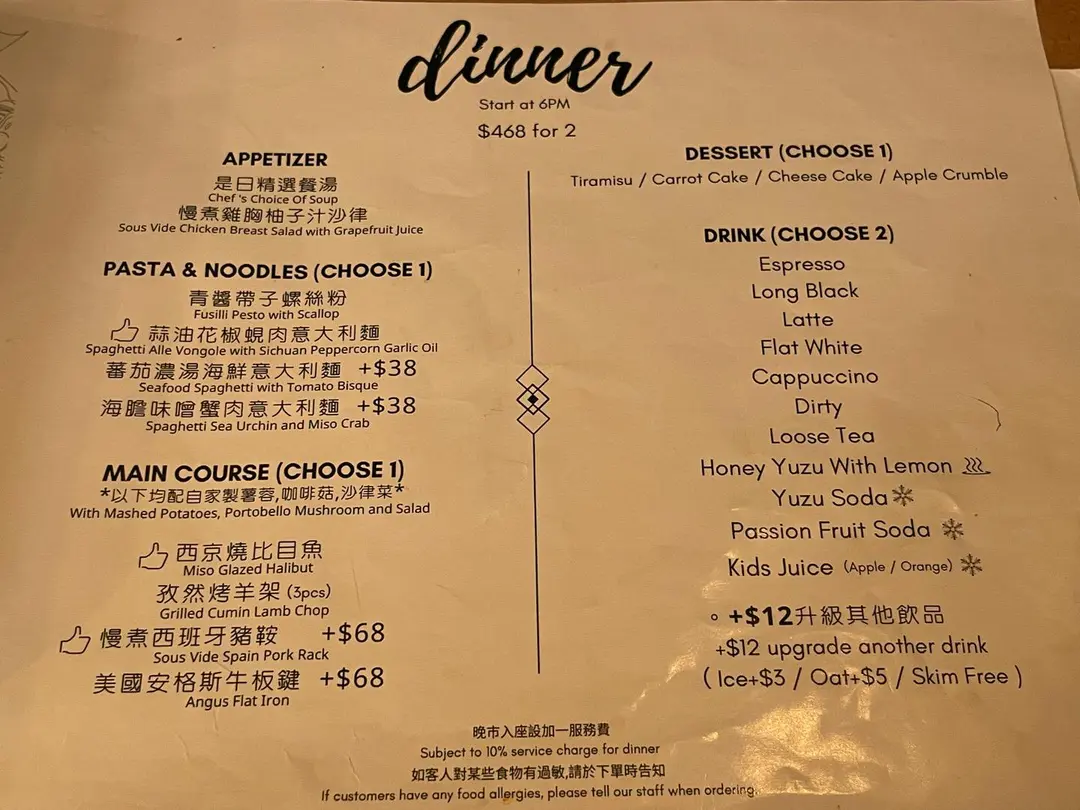 dinner
Start at 6PM
$468 for 2
APPETIZER
是日精選餐湯
Chef 's Choice Of Soup
慢煮雞胸柚子汁沙律
Sous Vide Chicken Breast Salad with Grapefruit Juice
PASTA & NOODLES (CHOOSE 1)
青醬帶子螺絲粉
Fusilli Pesto with Scallop
蒜油花椒蜆肉意大利麵
Spaghetti Alle Vongole with Sichuan Peppercorn Garlic Oil
蕃茄濃湯海鮮意大利麵 +$38
Seafood Spaghetti with Tomato Bisque
海膽味噌蟹肉意大利麵 +$38
Spaghetti Sea Urchin and Miso Crab
MAIN COURSE (CHOOSE 1)
*以下均配自家製薯蓉,咖啡菇,沙律菜*
With Mashed Potatoes, Portobello Mushroom and Salad
西京燒比目魚
Miso Glazed Halibut
孜然烤羊架 (3pcs)
Grilled Cumin Lamb Chop
慢煮西班牙豬鞍 +$68
Sous Vide Spain Pork Rack
美國安格斯牛板鍵 +$68
Angus Flat Iron
DESSERT (CHOOSE 1)
Tiramisu / Carrot Cake / Cheese Cake / Apple Crumble
DRINK (CHOOSE 2)
Espresso
Long Black
Latte
Flat White
Cappuccino
Dirty
Loose Tea
Honey Yuzu With Lemon
Yuzu Soda
Passion Fruit Soda
Kids Juice (Apple / Orange)
+$12升級其他飲品
+$12 upgrade another drink
( Ice+$3 / Oat+$5 / Skim Free )
晚市入座設加一服務費
Subject to 10% service charge for dinner
如客人對某些食物有過敏,請於下單時告知
If customers have any food allergies, please tell our staff when ordering.